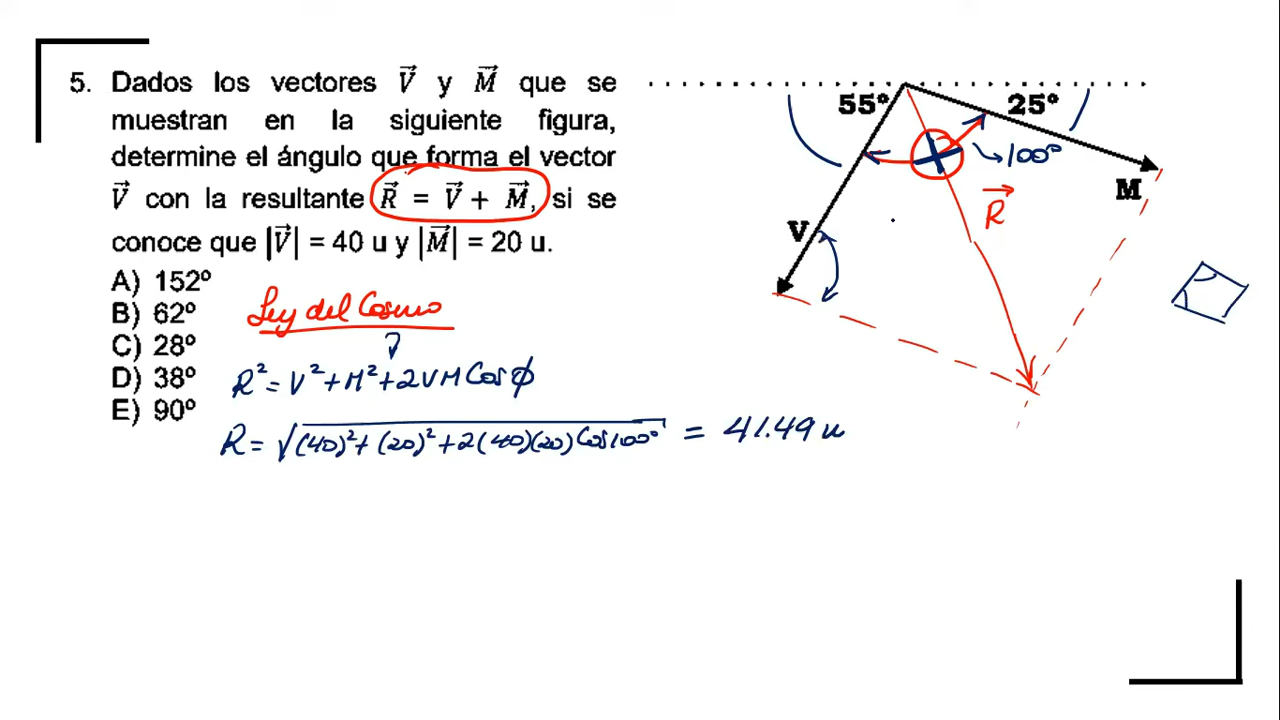 5. Dados los vectores V⃗ y M⃗ que se
muestran en la siguiente figura,
determine el ángulo que forma el vector
V⃗ con la resultante R⃗ = V⃗ + M⃗, si se
conoce que |V⃗| = 40 u y |M⃗| = 20 u.
A) 152º
B) 62º
C) 28º
D) 38º
E) 90º
Ley del Coseno
R² = V² + M² + 2VM Cos ϕ
R = √(40)² + (20)² + 2(40)(20) Cos 100° = 41.49 u
55°
25°
100°
M
R⃗
V